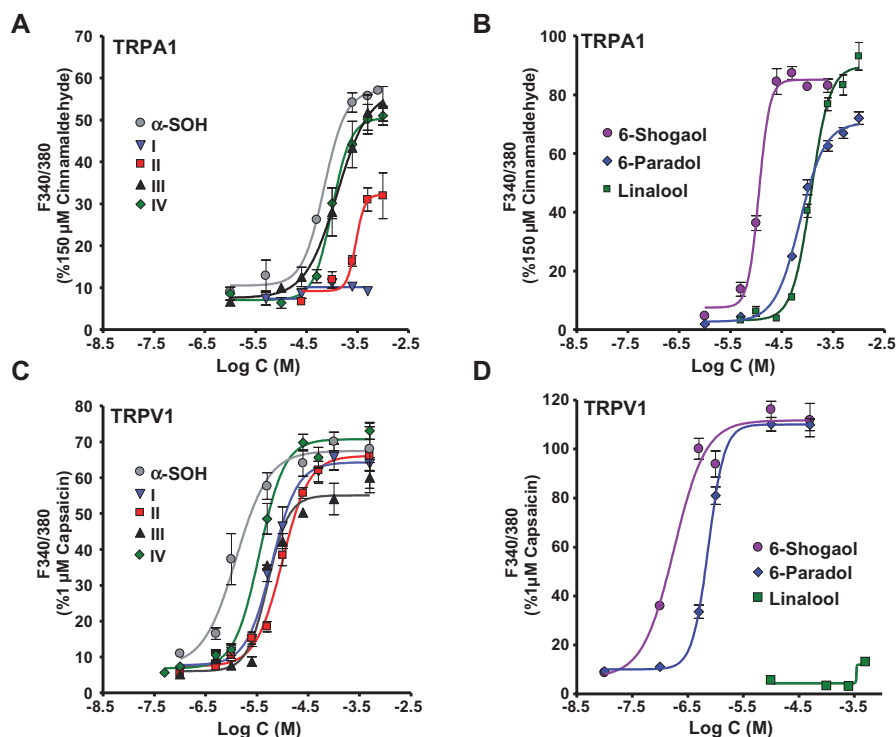 A
TRPA1
F340/380
(%150 µM Cinnamaldehyde)
70
60
50
40
30
20
10
0
α-SOH
I
II
III
IV
-8.5 -7.5 -6.5 -5.5 -4.5 -3.5 -2.5
Log C (M)
B
TRPA1
F340/380
(%150 µM Cinnamaldehyde)
100
80
60
40
20
0
6-Shogaol
6-Paradol
Linalool
-8.5 -7.5 -6.5 -5.5 -4.5 -3.5 -2.5
Log C (M)
C
TRPV1
F340/380
(%1 µM Capsaicin)
80
70
60
50
40
30
20
10
0
α-SOH
I
II
III
IV
-8.5 -7.5 -6.5 -5.5 -4.5 -3.5 -2.5
Log C (M)
D
TRPV1
F340/380
(%1µM Capsaicin)
120
100
80
60
40
20
0
6-Shogaol
6-Paradol
Linalool
-8.5 -7.5 -6.5 -5.5 -4.5 -3.5
Log C (M)